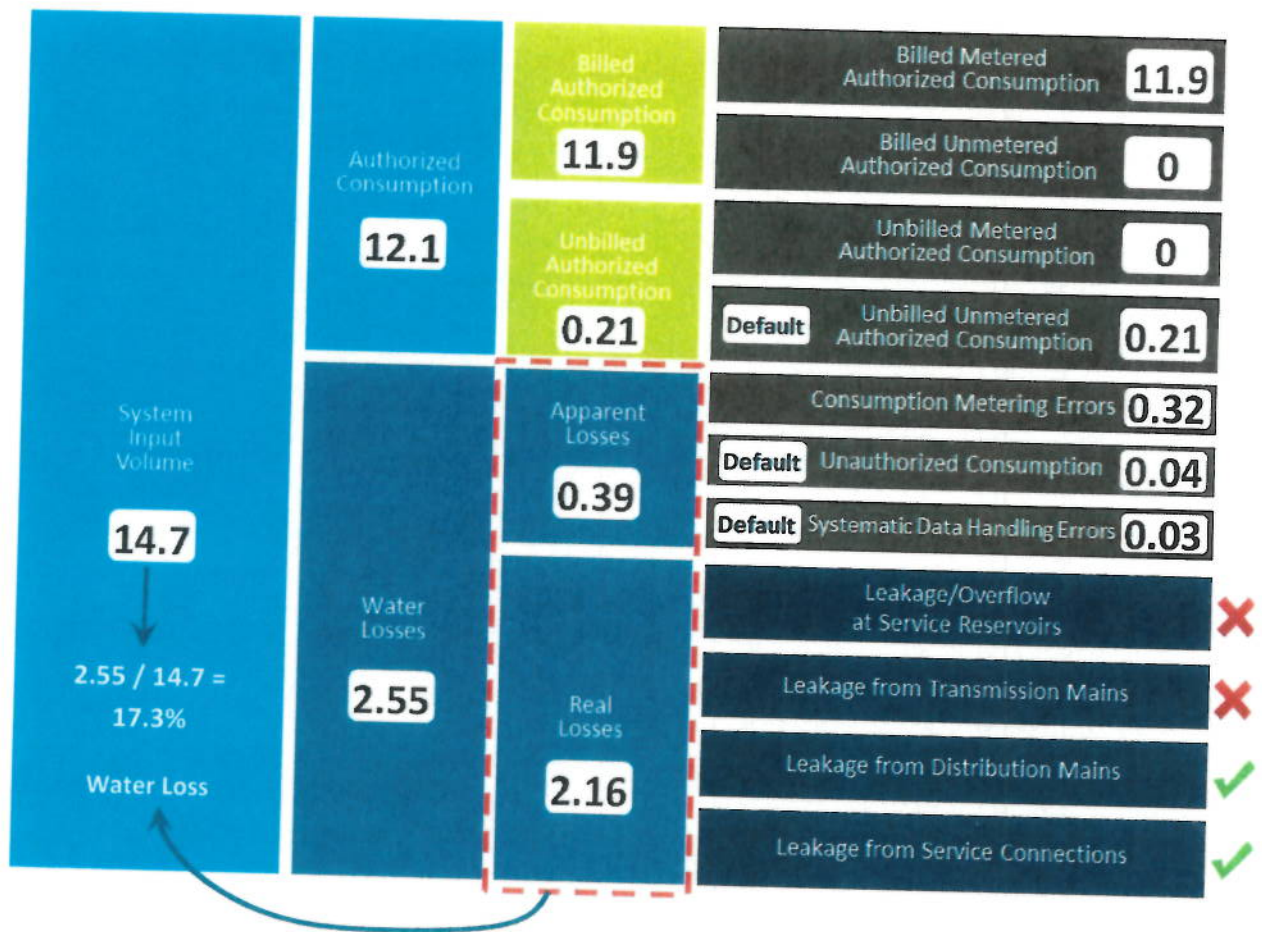 System
Input
Volume
14.7
2.55 / 14.7 =
17.3%
Water Loss
Authorized
Consumption
12.1
Water
Losses
2.55
Billed
Authorized
Consumption
11.9
Unbilled
Authorized
Consumption
0.21
Apparent
Losses
0.39
Real
Losses
2.16
Billed Metered
Authorized Consumption
11.9
Billed Unmetered
Authorized Consumption
0
Unbilled Metered
Authorized Consumption
0
Default
Unbilled Unmetered
Authorized Consumption
0.21
Consumption Metering Errors 0.32
Default Unauthorized Consumption 0.04
Default Systematic Data Handling Errors 0.03
Leakage/Overflow
at Service Reservoirs
Leakage from Transmission Mains
Leakage from Distribution Mains
Leakage from Service Connections